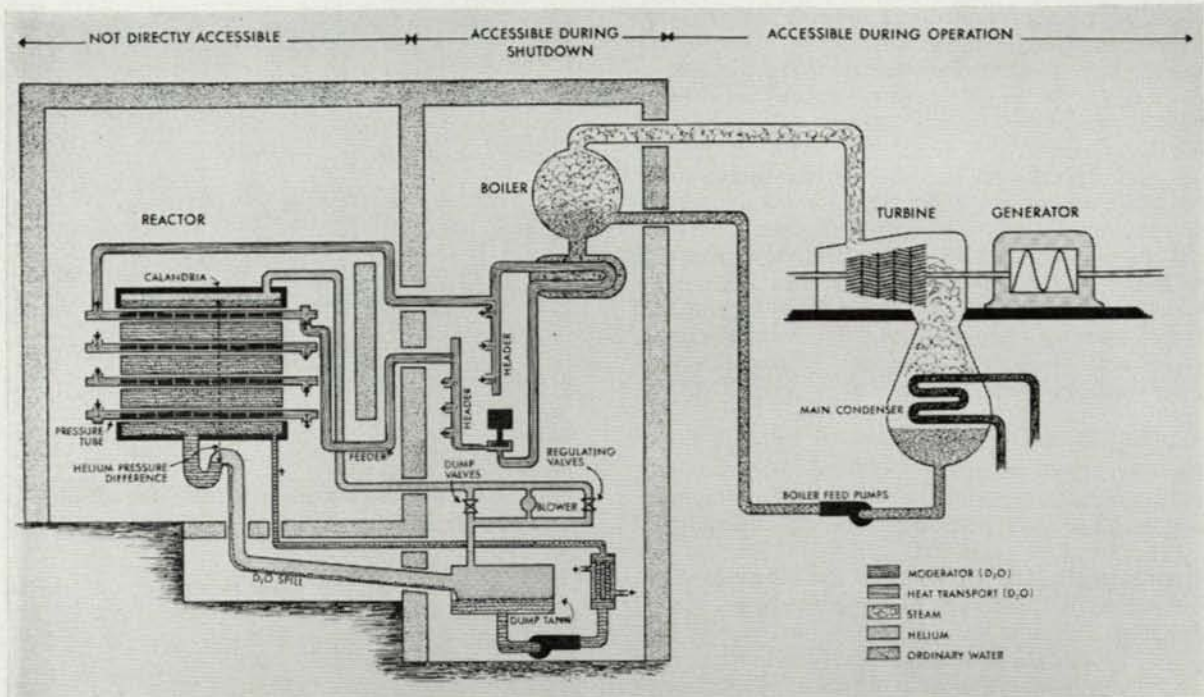 NOT DIRECTLY ACCESSIBLE
ACCESSIBLE DURING
SHUTDOWN
ACCESSIBLE DURING OPERATION
REACTOR
BOILER
TURBINE
GENERATOR
CALANDRIA
HEADER
HEADER
PRESSURE
TUBE
HELIUM PRESSURE
DIFFERENCE
FEEDER
DUMP
VALVES
REGULATING
VALVES
BLOWER
MAIN CONDENSER
BOILER FEED PUMPS
D₂O SPILL
DUMP TANK
MODERATOR (D₂O)
HEAT TRANSPORT (D₂O)
STEAM
HELIUM
ORDINARY WATER